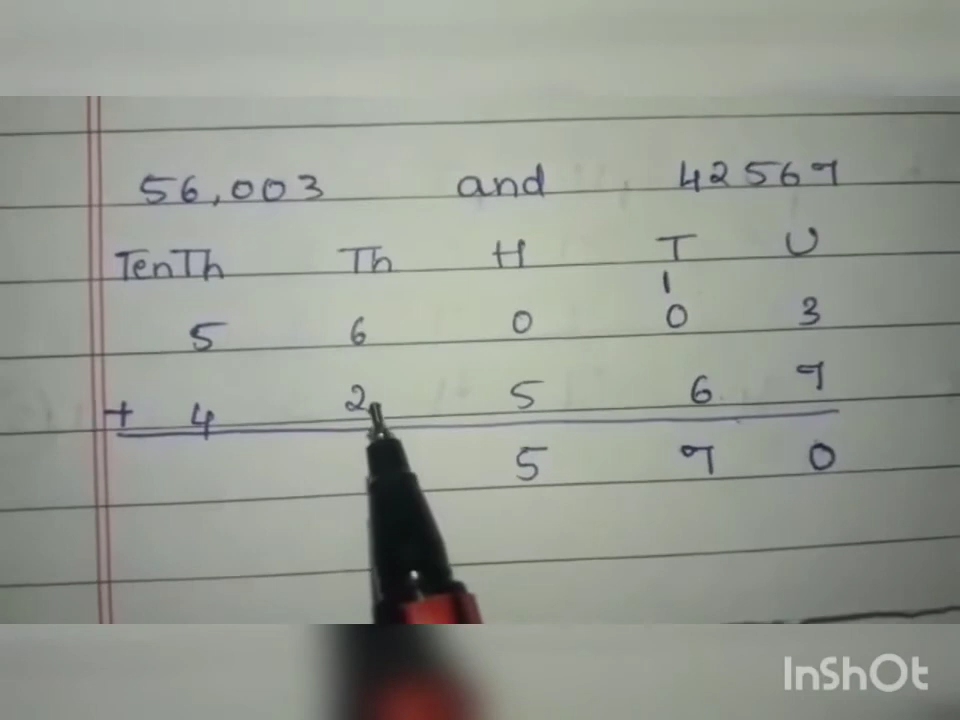 56,003 and 42567
TenTh Th H T U
1
5 6 0 0 3
+ 4 2 5 6 7
5 7 0
InShOt